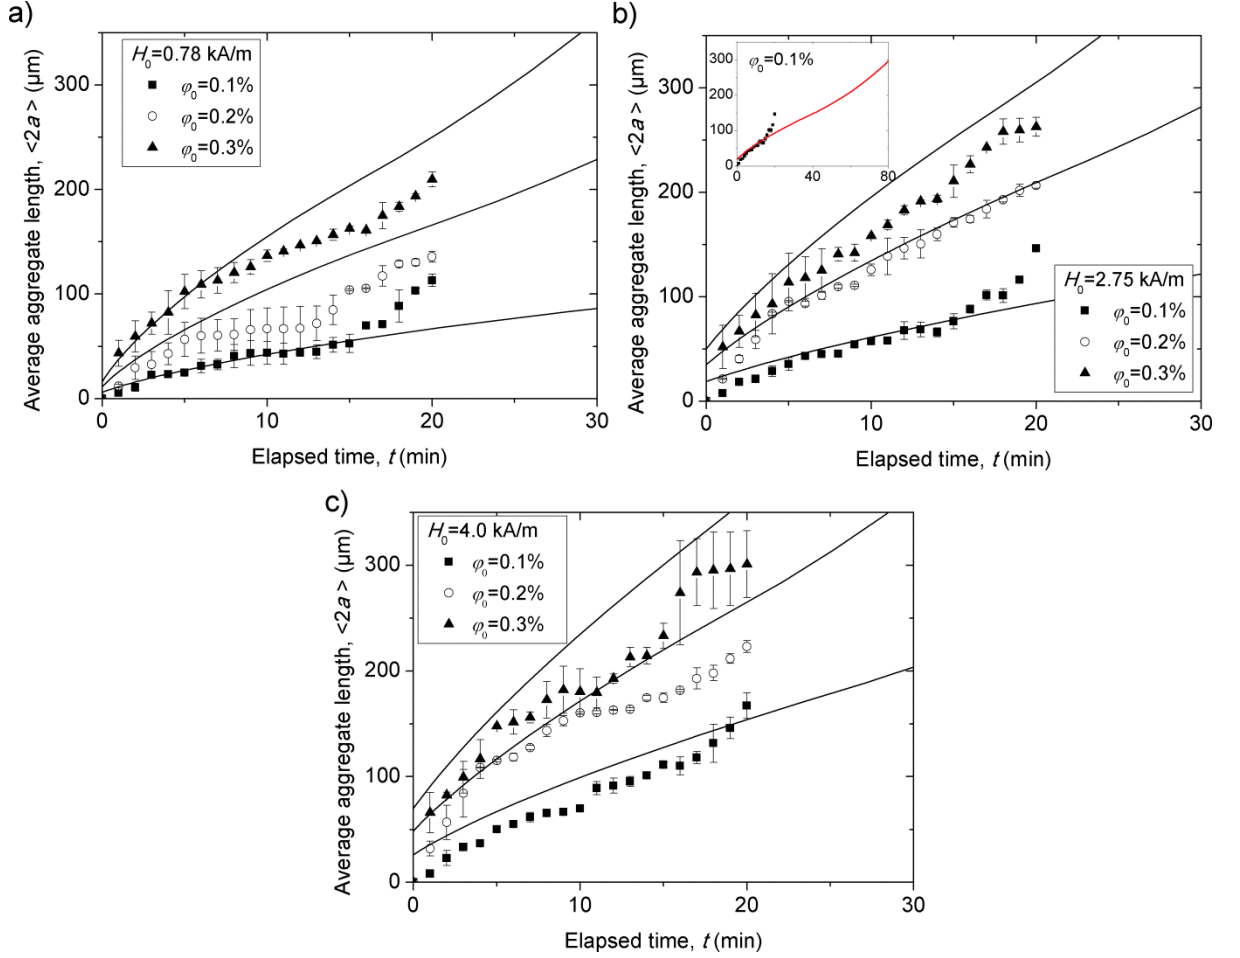 a)
H₀=0.78 kA/m
φ₀=0.1%
φ₀=0.2%
φ₀=0.3%
300
200
100
0
0 10 20 30
Average aggregate length, <2a> (μm)
Elapsed time, t (min)
b)
φ₀=0.1%
300
200
100
0
0 40 80
H₀=2.75 kA/m
φ₀=0.1%
φ₀=0.2%
φ₀=0.3%
300
200
100
0
0 10 20 30
Average aggregate length, <2a> (μm)
Elapsed time, t (min)
c)
H₀=4.0 kA/m
φ₀=0.1%
φ₀=0.2%
φ₀=0.3%
300
200
100
0
0 10 20 30
Average aggregate length, <2a> (μm)
Elapsed time, t (min)